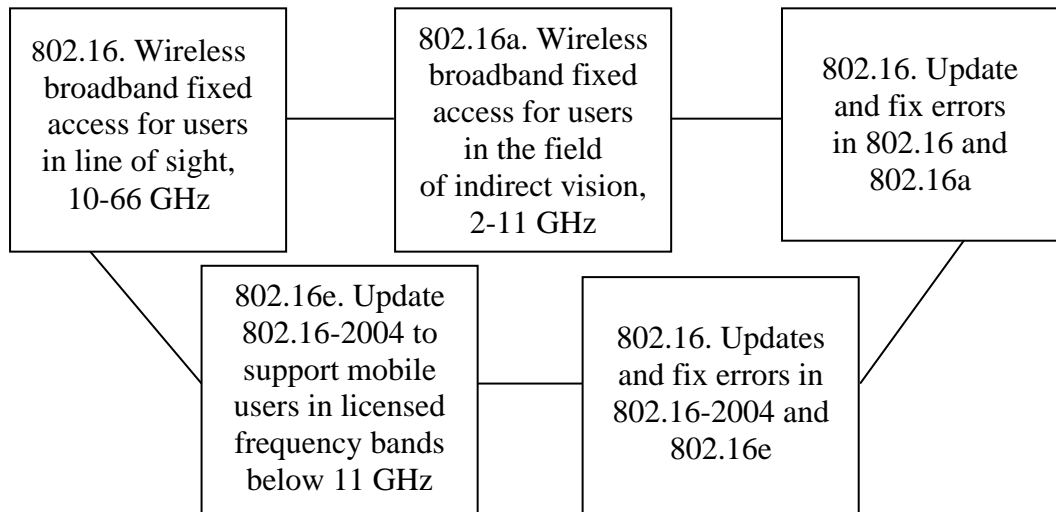 802.16. Wireless
broadband fixed
access for users
in line of sight,
10-66 GHz
802.16a. Wireless
broadband fixed
access for users
in the field
of indirect vision,
2-11 GHz
802.16. Update
and fix errors
in 802.16 and
802.16a
802.16e. Update
802.16-2004 to
support mobile
users in licensed
frequency bands
below 11 GHz
802.16. Updates
and fix errors in
802.16-2004 and
802.16e